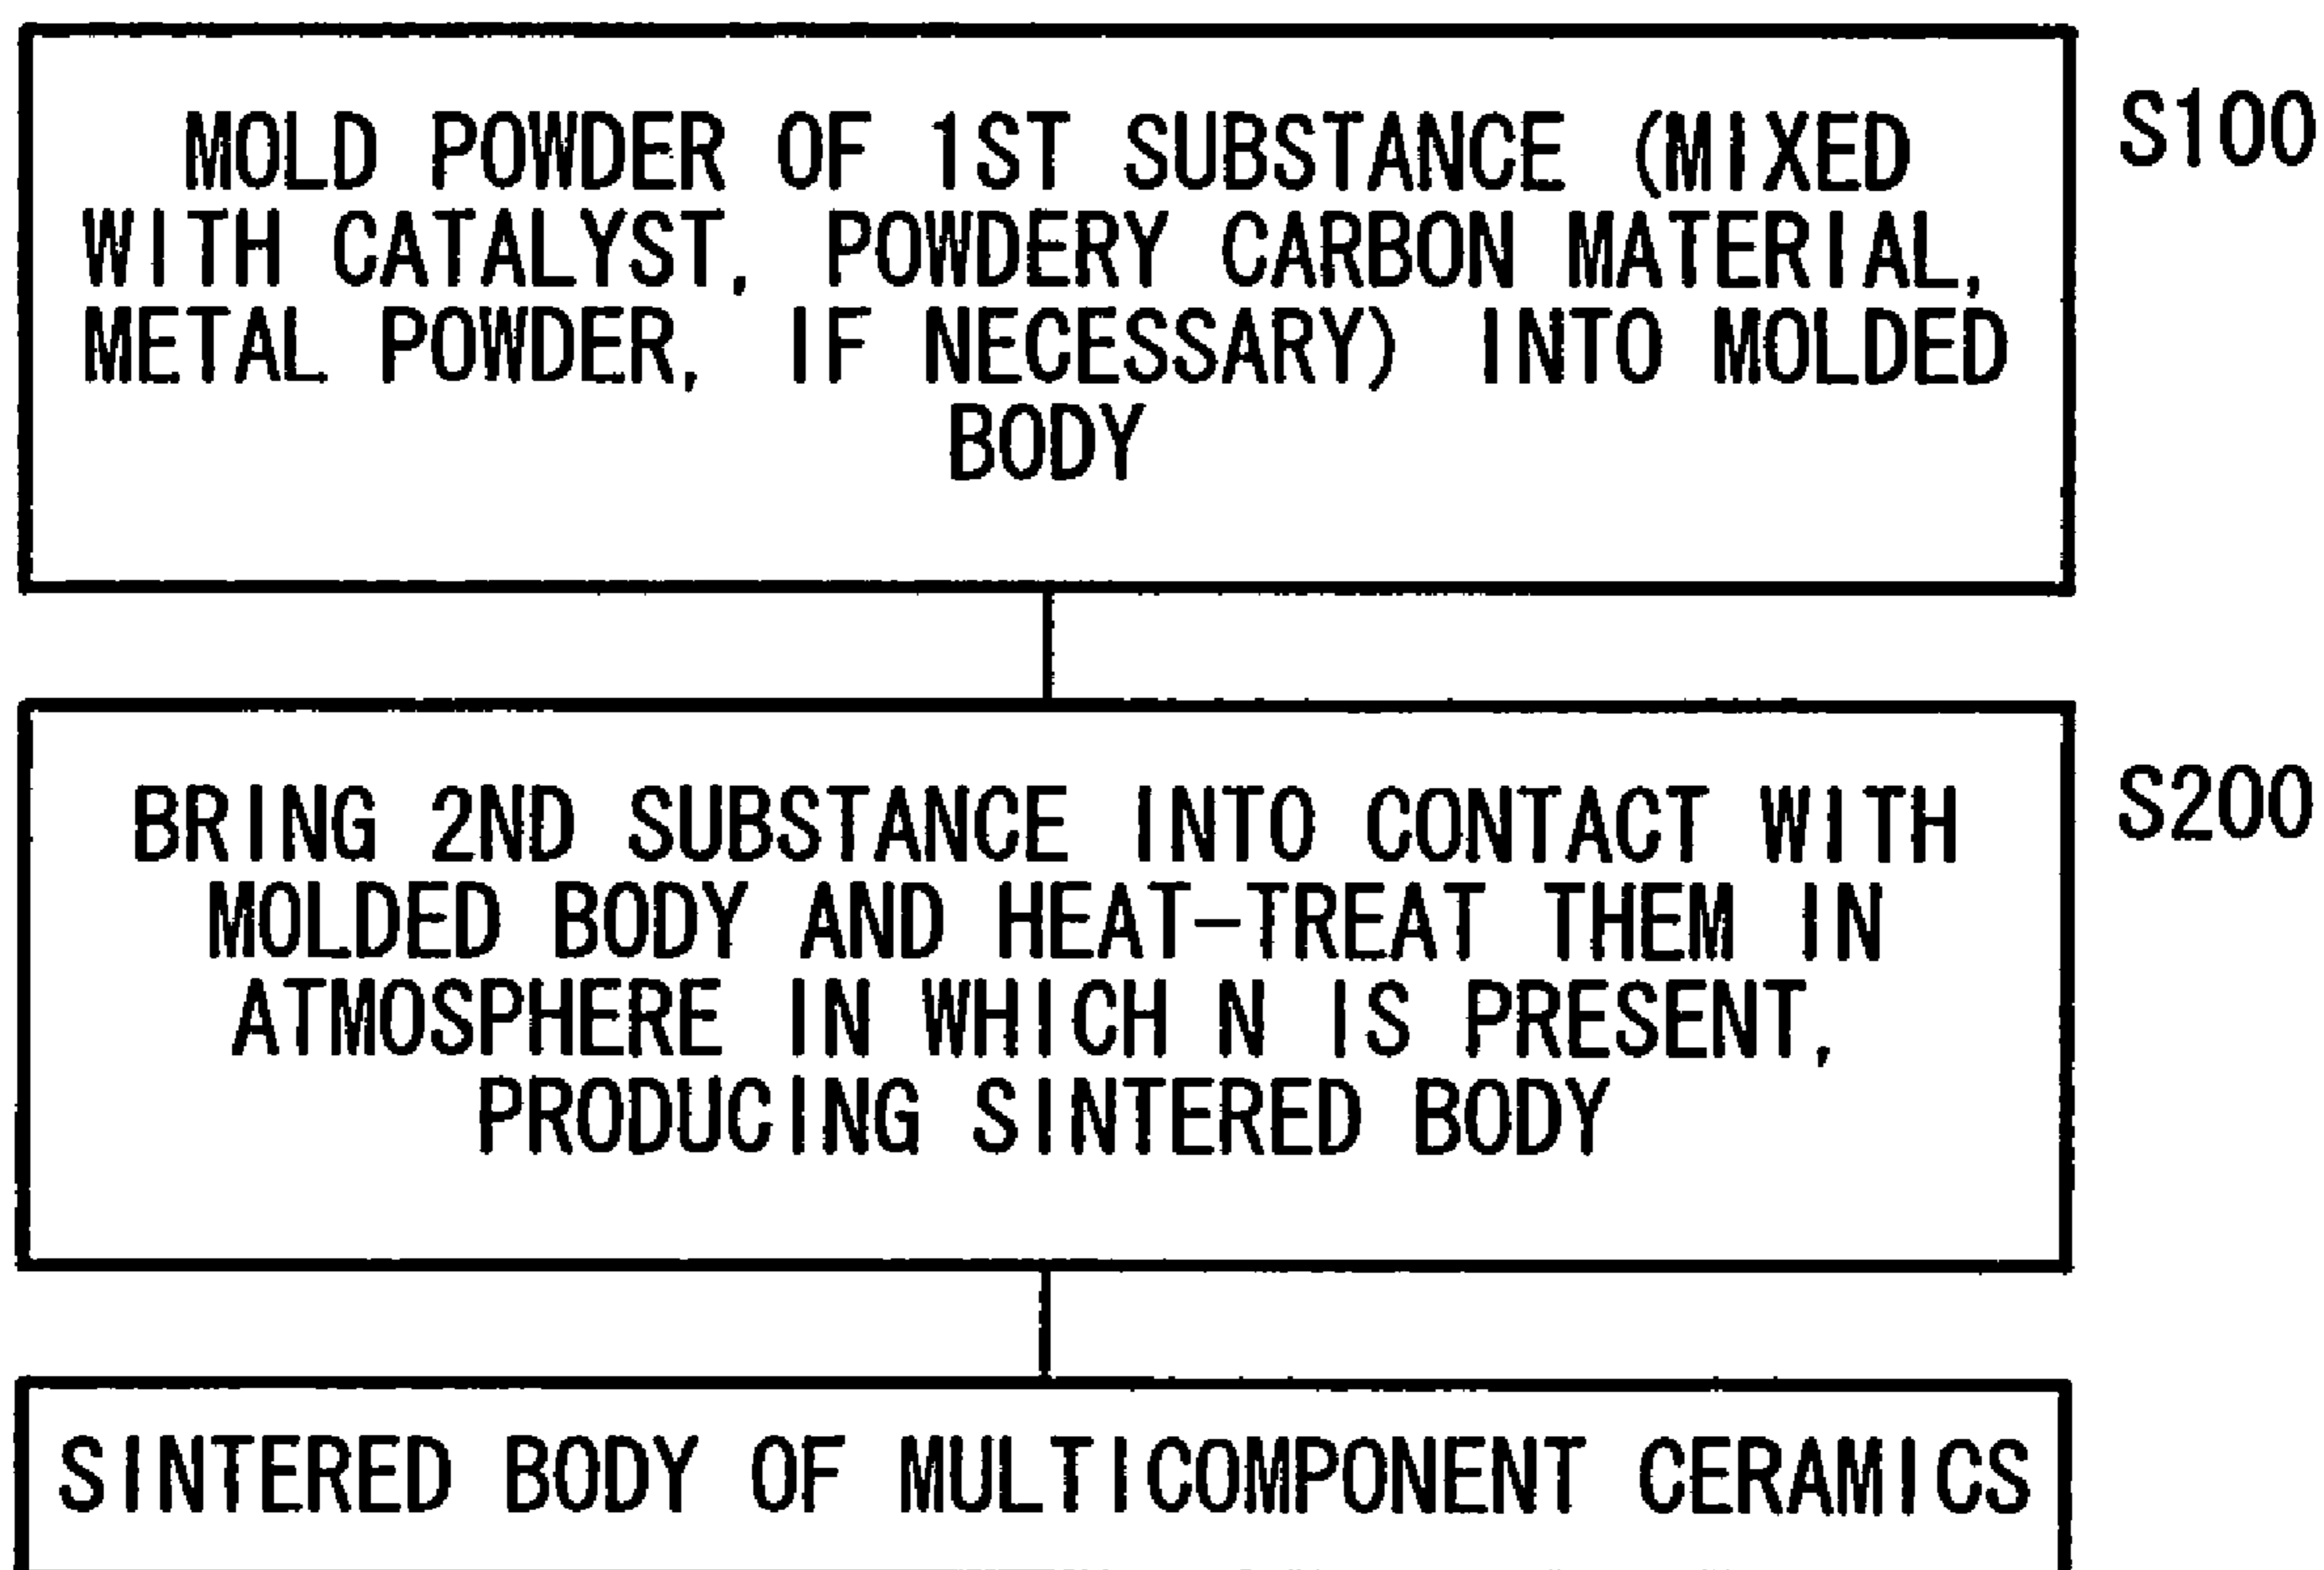 MOLD POWDER OF 1ST SUBSTANCE (MIXED
WITH CATALYST, POWDERY CARBON MATERIAL,
METAL POWDER, IF NECESSARY) INTO MOLDED
BODY
S100
BRING 2ND SUBSTANCE INTO CONTACT WITH
MOLDED BODY AND HEAT-TREAT THEM IN
ATMOSPHERE IN WHICH N IS PRESENT,
PRODUCING SINTERED BODY
S200
SINTERED BODY OF MULTICOMPONENT CERAMICS